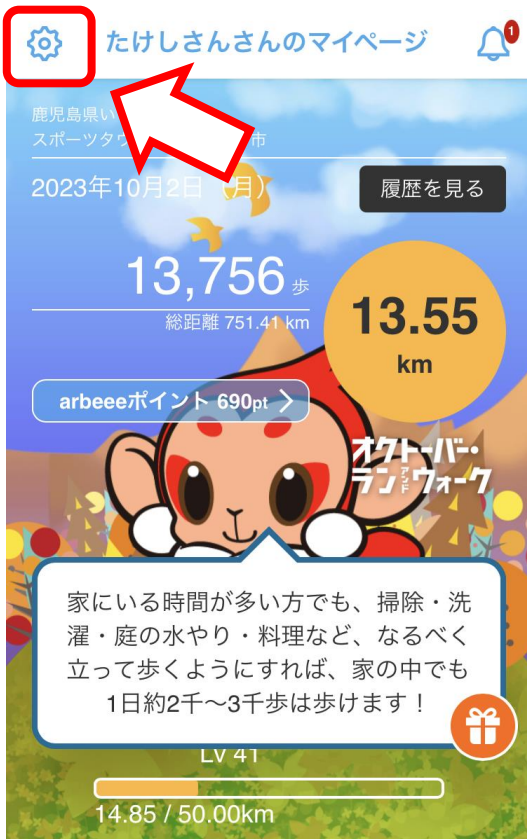 たけしさんさんのマイページ
1
鹿児島県い
スポーツタウ 市
2023年10月2日（月）
履歴を見る
13,756 歩
総距離 751.41 km
13.55
km
arbeeeポイント 690pt
オクトーバー・
ラン アンド ウォーク
家にいる時間が多い方でも、掃除・洗
濯・庭の水やり・料理など、なるべく
立って歩くようにすれば、家の中でも
1日約2千〜3千歩は歩けます！
LV 41
14.85 / 50.00km